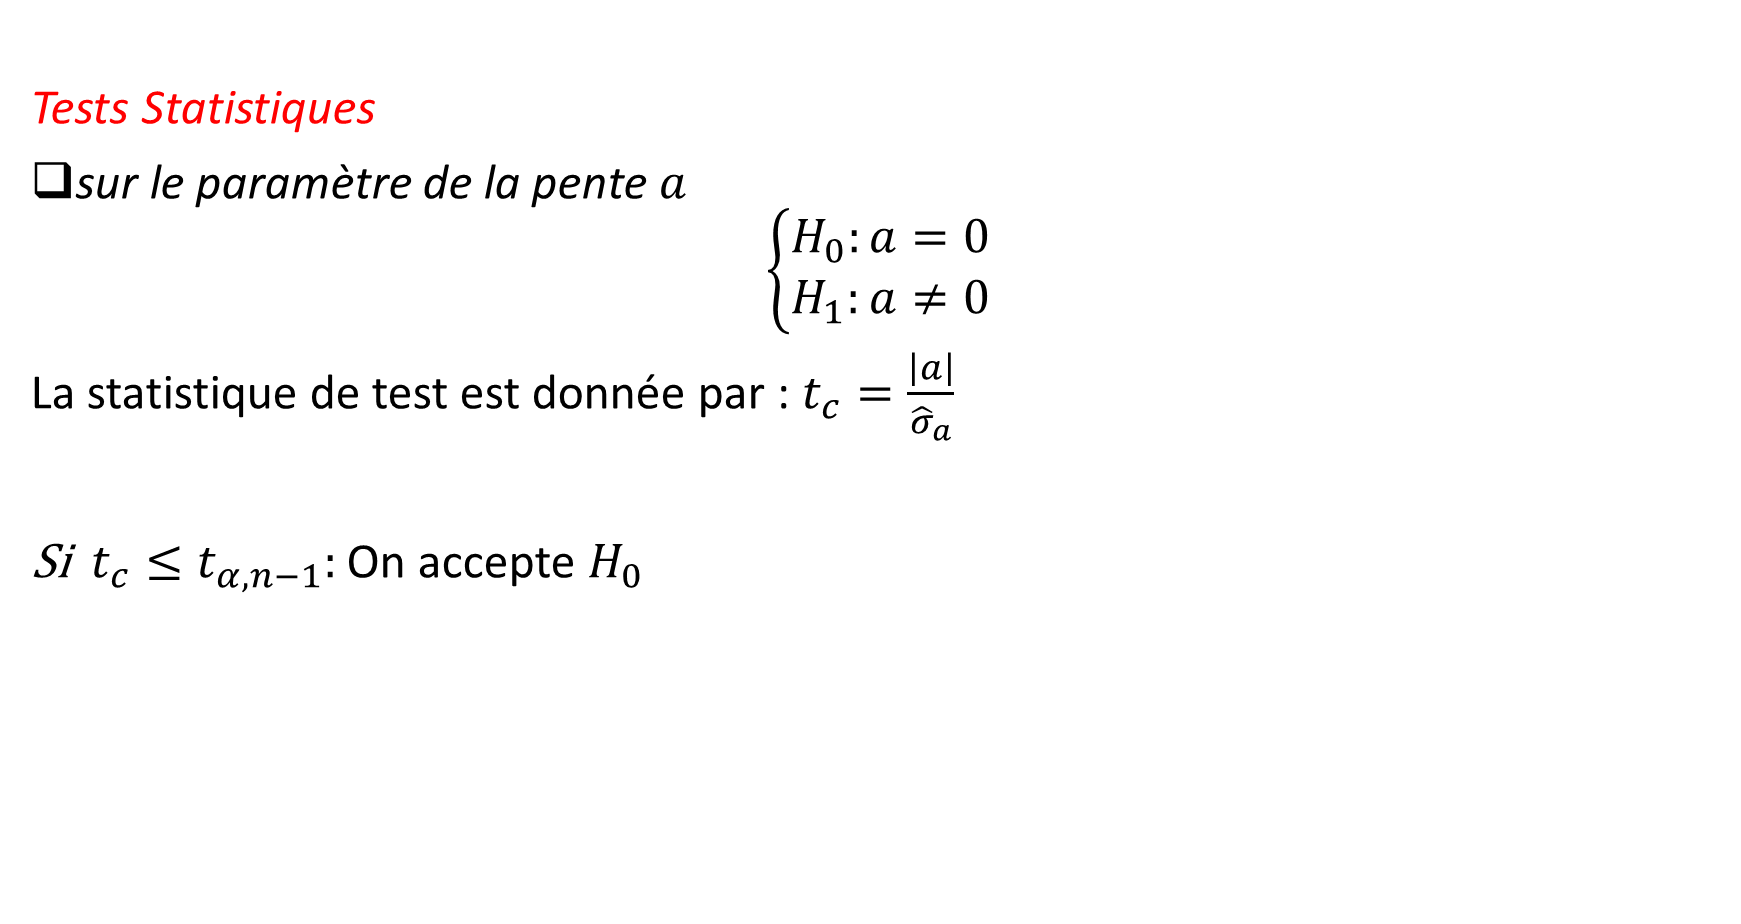 Tests Statistiques
❑sur le paramètre de la pente 𝑎
{𝐻₀: 𝑎 = 0
𝐻₁: 𝑎 ≠ 0
La statistique de test est donnée par : 𝑡_𝑐 = |𝑎| / σ̂_𝑎
𝑆𝑖 𝑡_𝑐 ≤ 𝑡_{𝛼,𝑛−1}: On accepte 𝐻₀